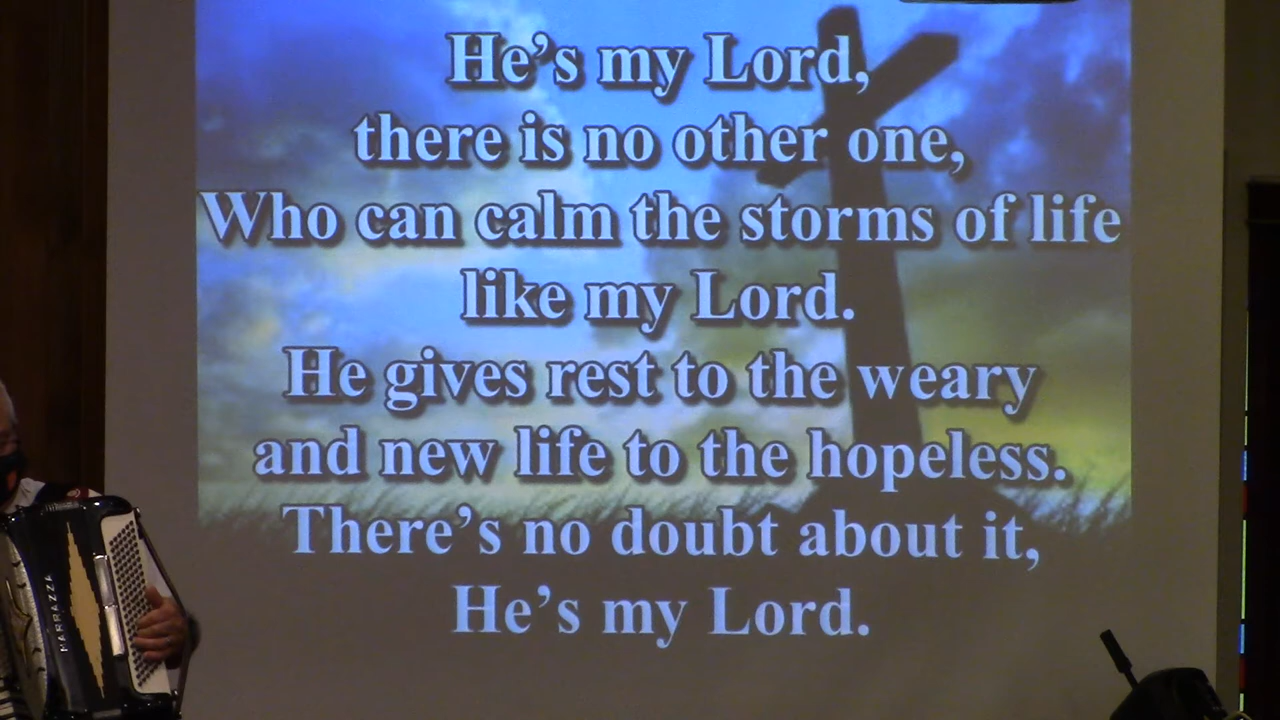 He's my Lord,
there is no other one,
Who can calm the storms of life
like my Lord.
He gives rest to the weary
and new life to the hopeless.
There's no doubt about it,
He's my Lord.
MARRAZZA